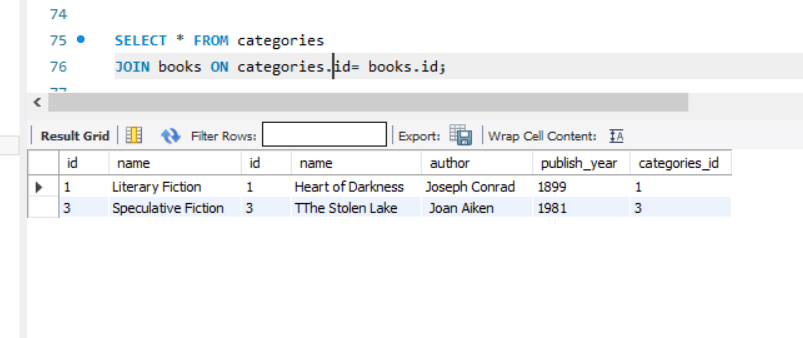 74
75 SELECT * FROM categories
76 JOIN books ON categories.id= books.id;
77
Result Grid Filter Rows: Export: Wrap Cell Content: IA
id name id name author publish_year categories_id
1 Literary Fiction 1 Heart of Darkness Joseph Conrad 1899 1
3 Speculative Fiction 3 TThe Stolen Lake Joan Aiken 1981 3